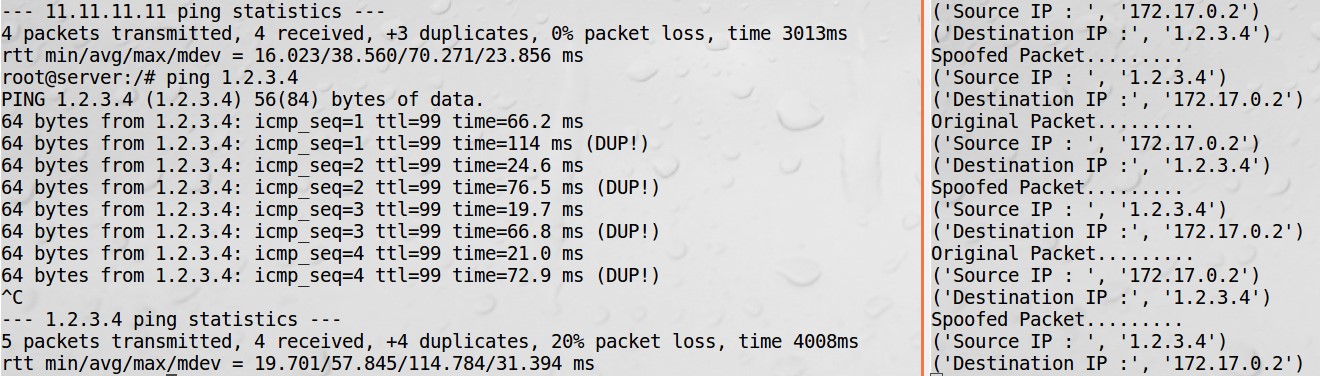 --- 11.11.11.11 ping statistics ---
4 packets transmitted, 4 received, +3 duplicates, 0% packet loss, time 3013ms
rtt min/avg/max/mdev = 16.023/38.560/70.271/23.856 ms
root@server:/# ping 1.2.3.4
PING 1.2.3.4 (1.2.3.4) 56(84) bytes of data.
64 bytes from 1.2.3.4: icmp_seq=1 ttl=99 time=66.2 ms
64 bytes from 1.2.3.4: icmp_seq=1 ttl=99 time=114 ms (DUP!)
64 bytes from 1.2.3.4: icmp_seq=2 ttl=99 time=24.6 ms
64 bytes from 1.2.3.4: icmp_seq=2 ttl=99 time=76.5 ms (DUP!)
64 bytes from 1.2.3.4: icmp_seq=3 ttl=99 time=19.7 ms
64 bytes from 1.2.3.4: icmp_seq=3 ttl=99 time=66.8 ms (DUP!)
64 bytes from 1.2.3.4: icmp_seq=4 ttl=99 time=21.0 ms
64 bytes from 1.2.3.4: icmp_seq=4 ttl=99 time=72.9 ms (DUP!)
^C
--- 1.2.3.4 ping statistics ---
5 packets transmitted, 4 received, +4 duplicates, 20% packet loss, time 4008ms
rtt min/avg/max/mdev = 19.701/57.845/114.784/31.394 ms
('Source IP : ', '172.17.0.2')
('Destination IP :', '1.2.3.4')
Spoofed Packet.........
('Source IP : ', '1.2.3.4')
('Destination IP :', '172.17.0.2')
Original Packet.........
('Source IP : ', '172.17.0.2')
('Destination IP :', '1.2.3.4')
Spoofed Packet.........
('Source IP : ', '1.2.3.4')
('Destination IP :', '172.17.0.2')
Original Packet.........
('Source IP : ', '172.17.0.2')
('Destination IP :', '1.2.3.4')
Spoofed Packet.........
('Source IP : ', '1.2.3.4')
('Destination IP :', '172.17.0.2')